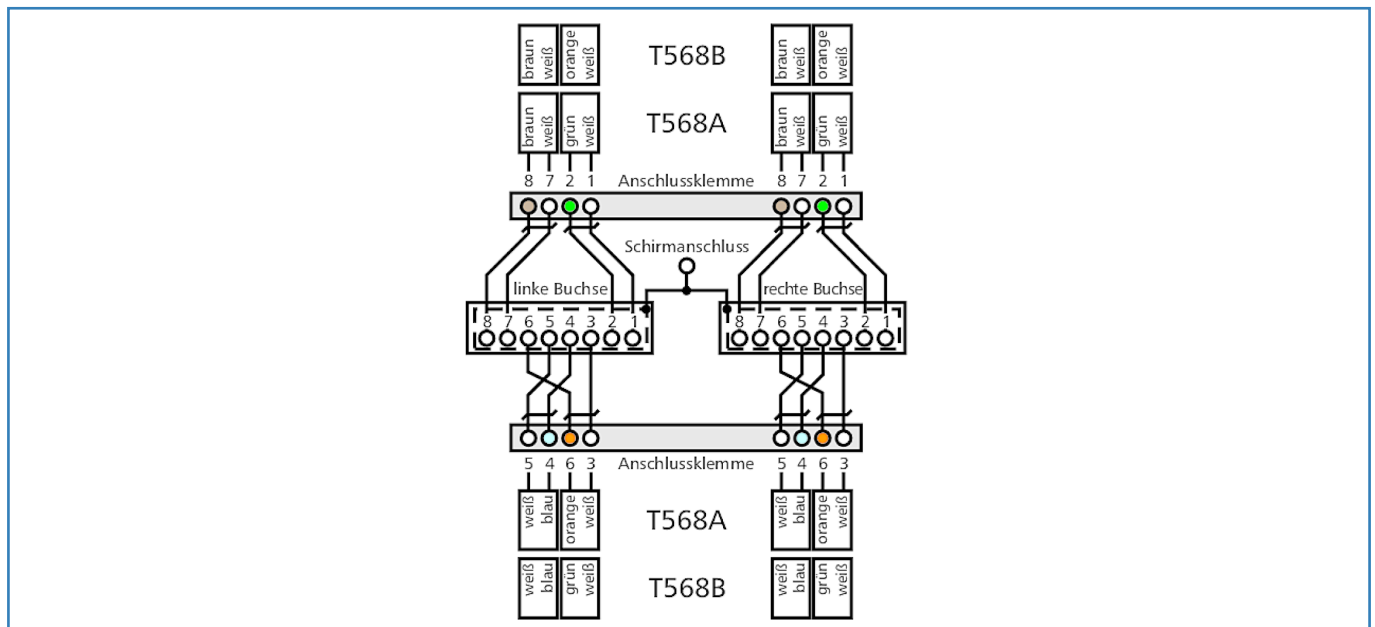 braun weiß orange weiß T568B braun weiß orange weiß
braun weiß grün weiß T568A braun weiß grün weiß
8 7 2 1 Anschlussklemme 8 7 2 1
Schirmanschluss
linke Buchse rechte Buchse
8 7 6 5 4 3 2 1 8 7 6 5 4 3 2 1
5 4 6 3 Anschlussklemme 5 4 6 3
weiß blau orange weiß T568A weiß blau orange weiß
weiß blau grün weiß T568B weiß blau grün weiß